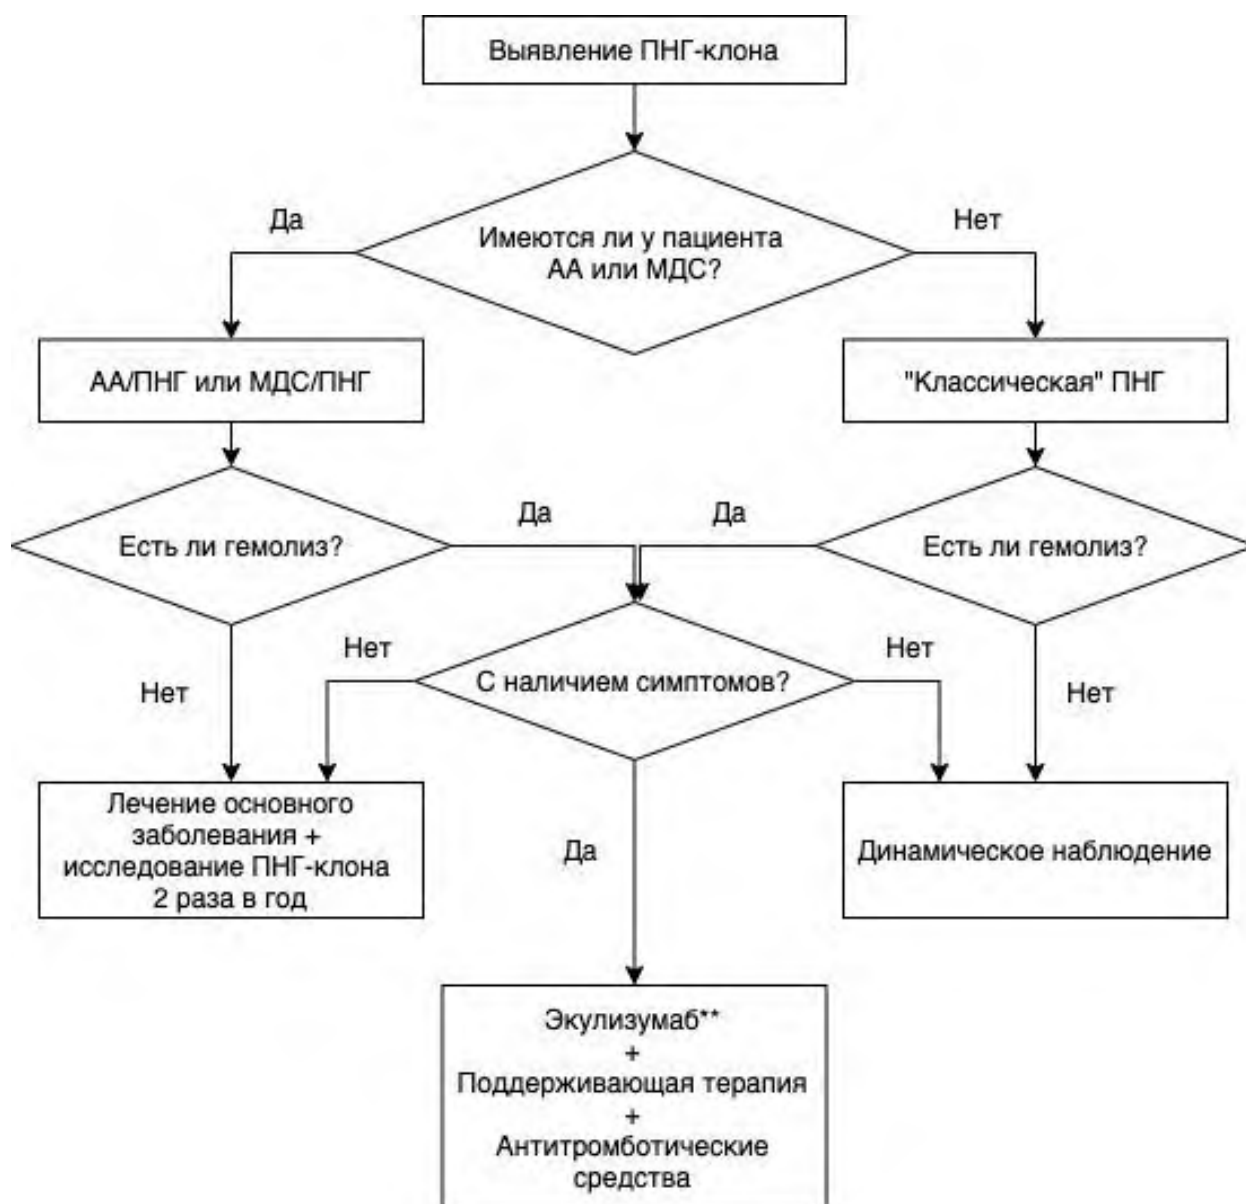 Выявление ПНГ-клона
Да
Нет
Имеются ли у пациента
АА или МДС?
АА/ПНГ или МДС/ПНГ
"Классическая" ПНГ
Да
Да
Есть ли гемолиз?
Есть ли гемолиз?
Нет
Нет
С наличием симптомов?
Нет
Нет
Лечение основного
заболевания +
исследование ПНГ-клона
2 раза в год
Да
Динамическое наблюдение
Экулизумаб**
+
Поддерживающая терапия
+
Антитромботические
средства